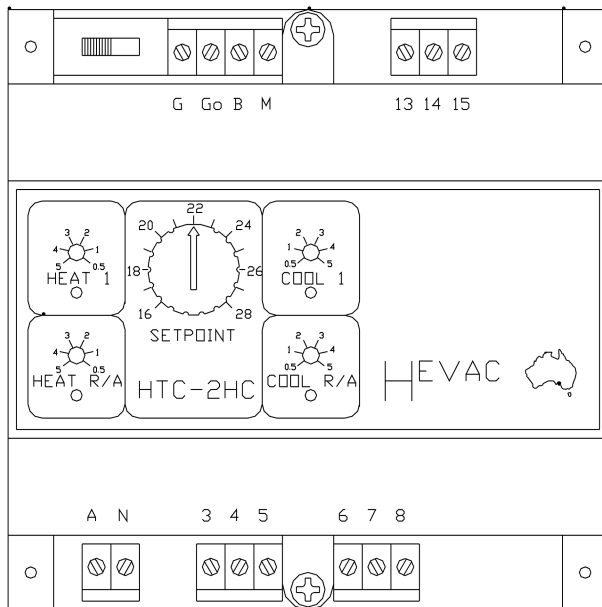 G Go B M 13 14 15
22
20 24
18 26
16 28
SETPOINT
3 2
4 1
5 0.5
HEAT 1
2 3
1 4
0.5 5
COOL 1
3 2
4 1
5 0.5
HEAT R/A
HTC-2HC
2 3
1 4
0.5 5
COOL R/A
HEVAC
A N 3 4 5 6 7 8